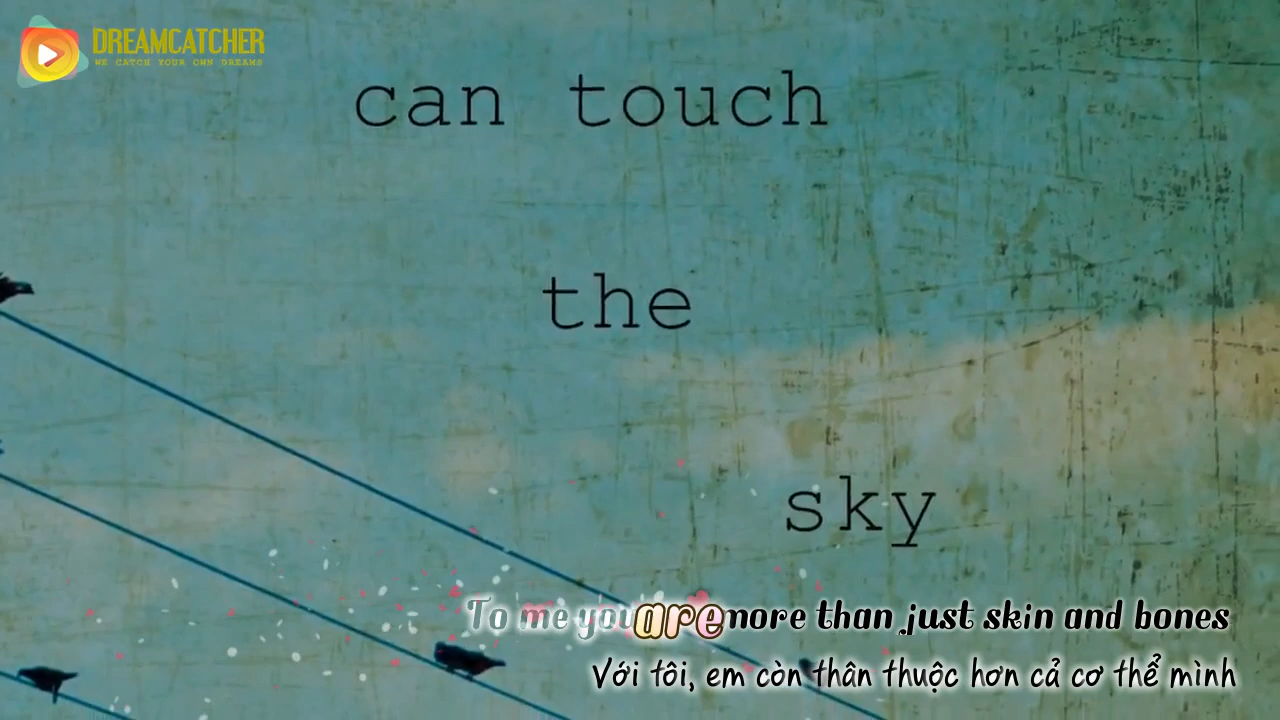 DREAMCATCHER
WE CATCH YOUR OWN DREAMS
can touch
the
sky
To me you are more than just skin and bones
Với tôi, em còn thân thuộc hơn cả cơ thể mình